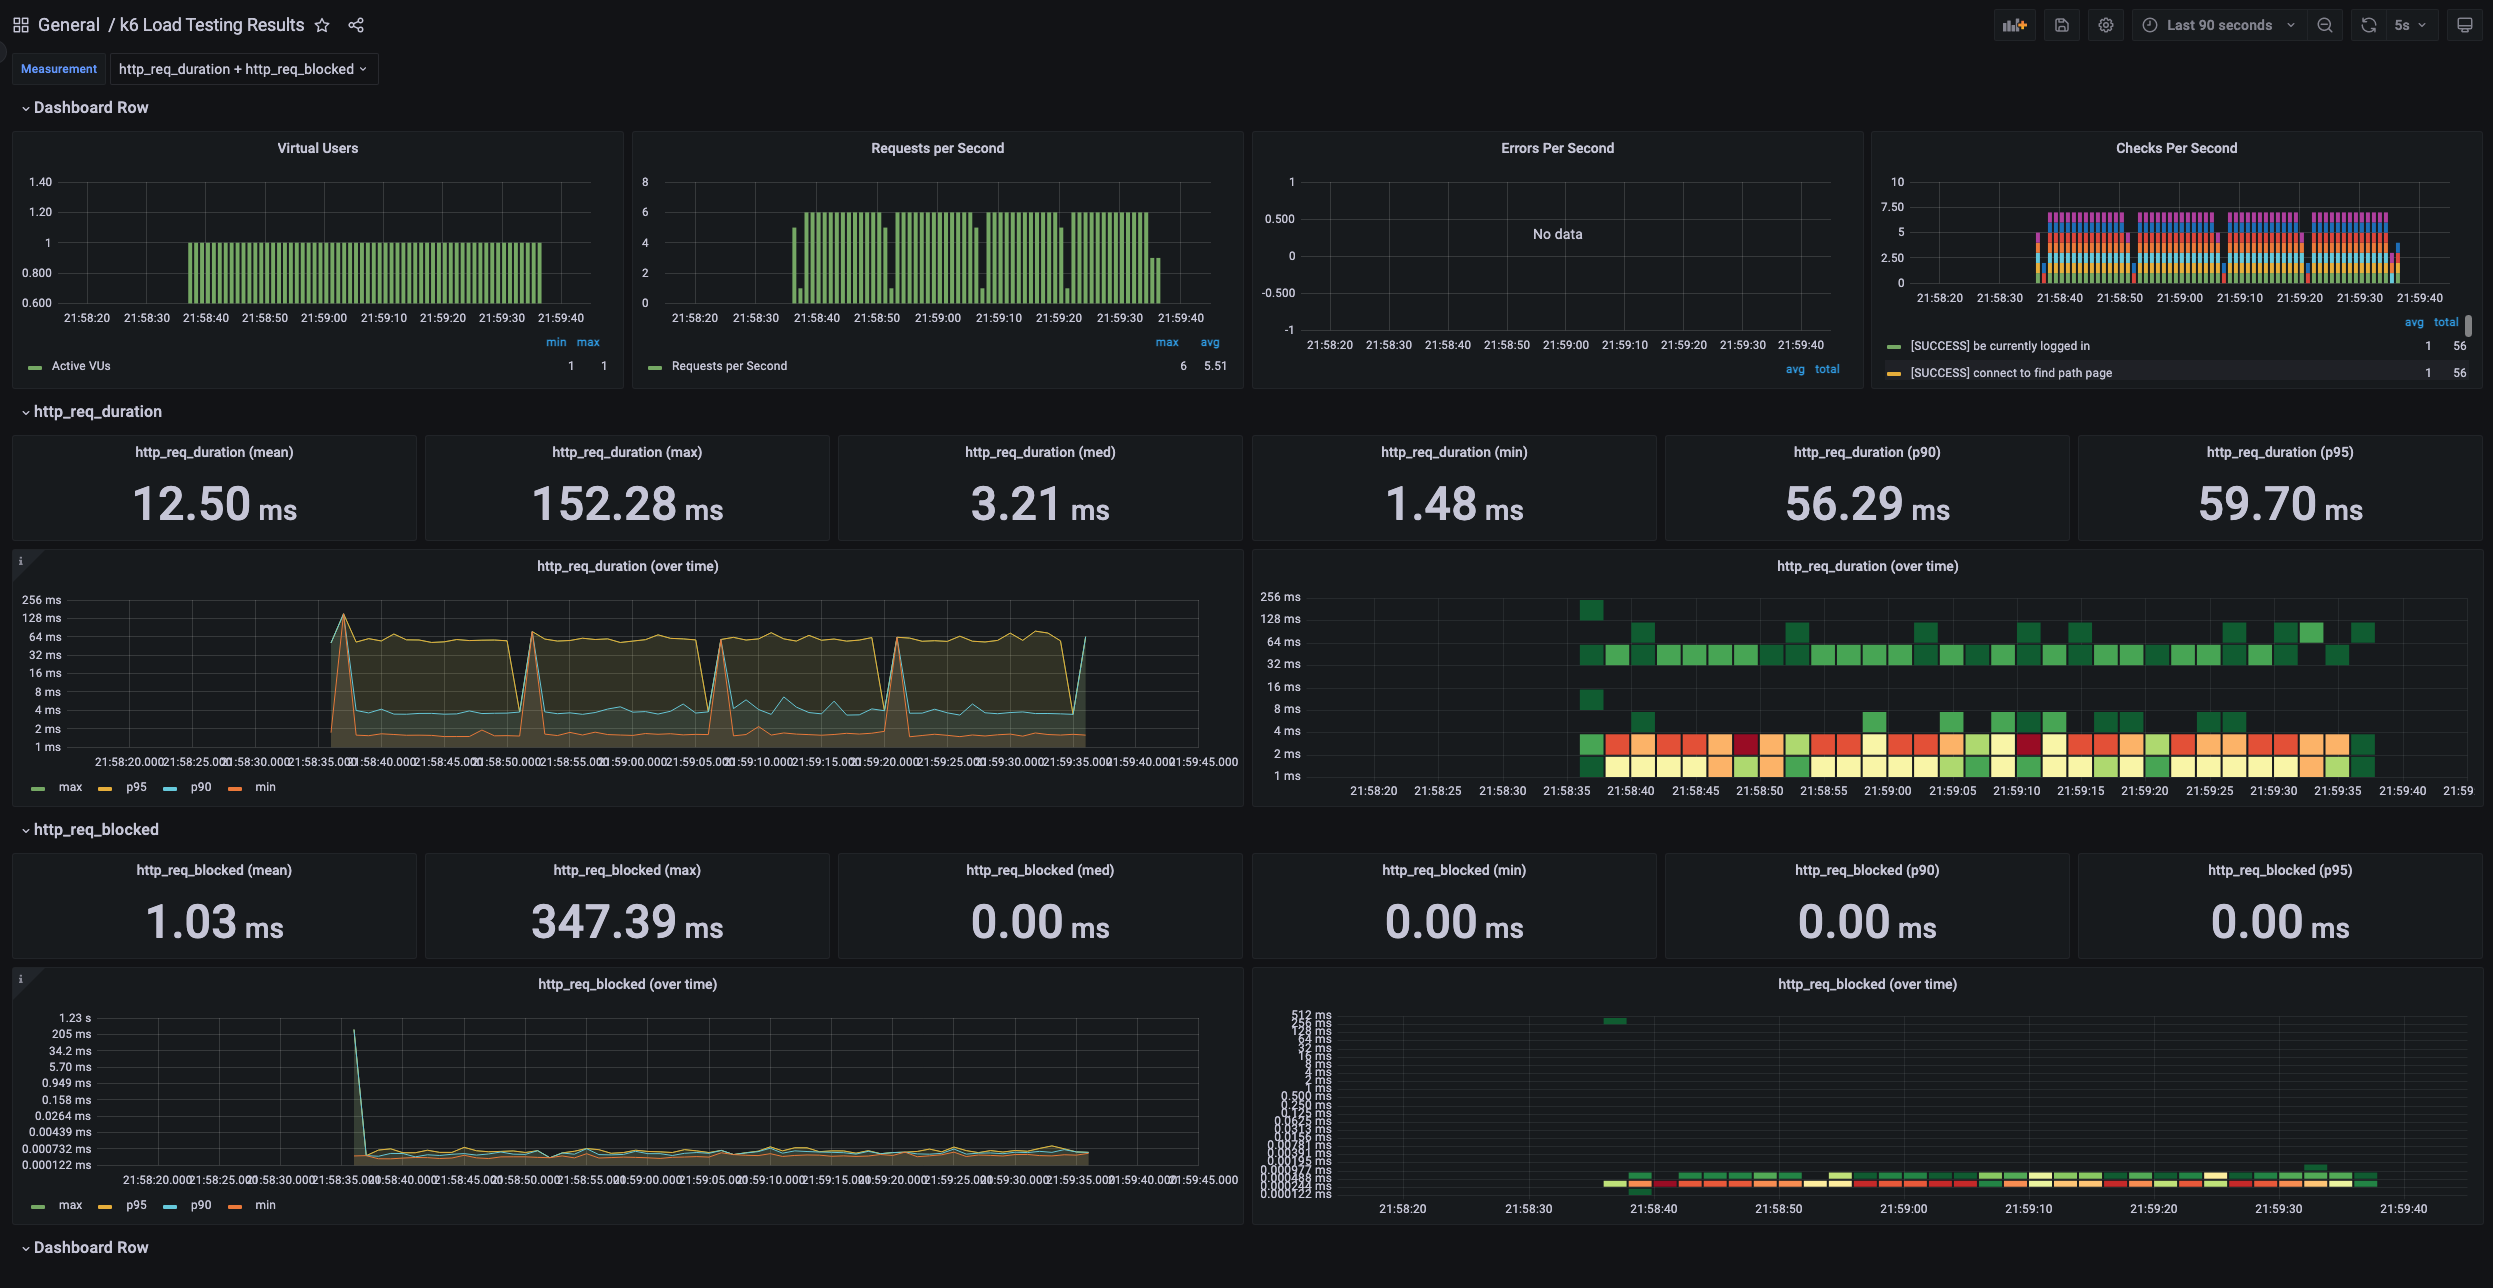 General / k6 Load Testing Results
Last 90 seconds
5s
Measurement http_req_duration + http_req_blocked
Dashboard Row
Virtual Users
1.40
1.20
1
0.800
0.600
21:58:20 21:58:30 21:58:40 21:58:50 21:59:00 21:59:10 21:59:20 21:59:30 21:59:40
min max
Active VUs 1 1
Requests per Second
8
6
4
2
0
21:58:20 21:58:30 21:58:40 21:58:50 21:59:00 21:59:10 21:59:20 21:59:30 21:59:40
max avg
Requests per Second 6 5.51
Errors Per Second
1
0.500
0
-0.500
-1
No data
21:58:20 21:58:30 21:58:40 21:58:50 21:59:00 21:59:10 21:59:20 21:59:30 21:59:40
avg total
Checks Per Second
10
7.50
5
2.50
0
21:58:20 21:58:30 21:58:40 21:58:50 21:59:00 21:59:10 21:59:20 21:59:30 21:59:40
avg total
[SUCCESS] be currently logged in 1 56
[SUCCESS] connect to find path page 1 56
http_req_duration
http_req_duration (mean)
12.50 ms
http_req_duration (max)
152.28 ms
http_req_duration (med)
3.21 ms
http_req_duration (min)
1.48 ms
http_req_duration (p90)
56.29 ms
http_req_duration (p95)
59.70 ms
http_req_duration (over time)
256 ms
128 ms
64 ms
32 ms
16 ms
8 ms
4 ms
2 ms
1 ms
21:58:20.000 21:58:25.000 21:58:30.000 21:58:35.000 21:58:40.000 21:58:45.000 21:58:50.000 21:58:55.000 21:59:00.000 21:59:05.000 21:59:10.000 21:59:15.000 21:59:20.000 21:59:25.000 21:59:30.000 21:59:35.000 21:59:40.000 21:59:45.000
max p95 p90 min
http_req_duration (over time)
256 ms
128 ms
64 ms
32 ms
16 ms
8 ms
4 ms
2 ms
1 ms
21:58:20 21:58:25 21:58:30 21:58:35 21:58:40 21:58:45 21:58:50 21:58:55 21:59:00 21:59:05 21:59:10 21:59:15 21:59:20 21:59:25 21:59:30 21:59:35 21:59:40 21:59
http_req_blocked
http_req_blocked (mean)
1.03 ms
http_req_blocked (max)
347.39 ms
http_req_blocked (med)
0.00 ms
http_req_blocked (min)
0.00 ms
http_req_blocked (p90)
0.00 ms
http_req_blocked (p95)
0.00 ms
http_req_blocked (over time)
1.23 s
205 ms
34.2 ms
5.70 ms
0.949 ms
0.158 ms
0.0264 ms
0.00439 ms
0.000732 ms
0.000122 ms
21:58:20.000 21:58:25.000 21:58:30.000 21:58:35.000 21:58:40.000 21:58:45.000 21:58:50.000 21:58:55.000 21:59:00.000 21:59:05.000 21:59:10.000 21:59:15.000 21:59:20.000 21:59:25.000 21:59:30.000 21:59:35.000 21:59:40.000 21:59:45.000
max p95 p90 min
http_req_blocked (over time)
512 ms
256 ms
128 ms
64 ms
32 ms
16 ms
8 ms
4 ms
2 ms
1 ms
0.500 ms
0.250 ms
0.125 ms
0.0625 ms
0.0313 ms
0.0156 ms
0.00781 ms
0.00391 ms
0.00195 ms
0.000977 ms
0.000488 ms
0.000244 ms
0.000122 ms
21:58:20 21:58:30 21:58:40 21:58:50 21:59:00 21:59:10 21:59:20 21:59:30 21:59:40
Dashboard Row